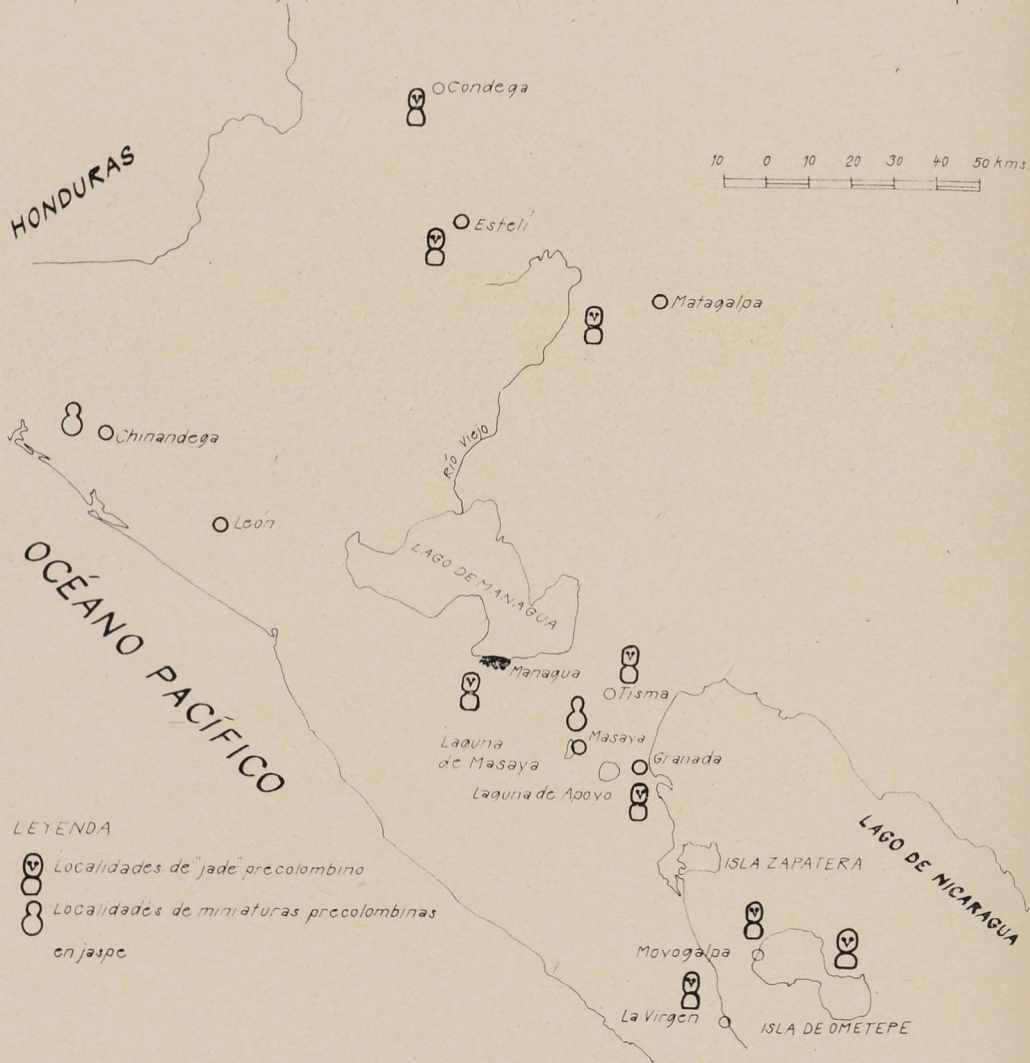 Condega
HONDURAS
10 0 10 20 30 40 50 kms.
Estelí
Matagalpa
Chinandega
Río Viejo
León
LAGO DE MANAGUA
OCÉANO PACÍFICO
Managua
Tisma
Masaya
Laguna
de Masaya
Granada
Laguna de Apoyo
LAGO DE NICARAGUA
LEYENDA
Localidades de "jade" precolombino
Localidades de miniaturas precolombinas
en jaspe
ISLA ZAPATERA
Moyogalpa
La Virgen
ISLA DE OMETEPE